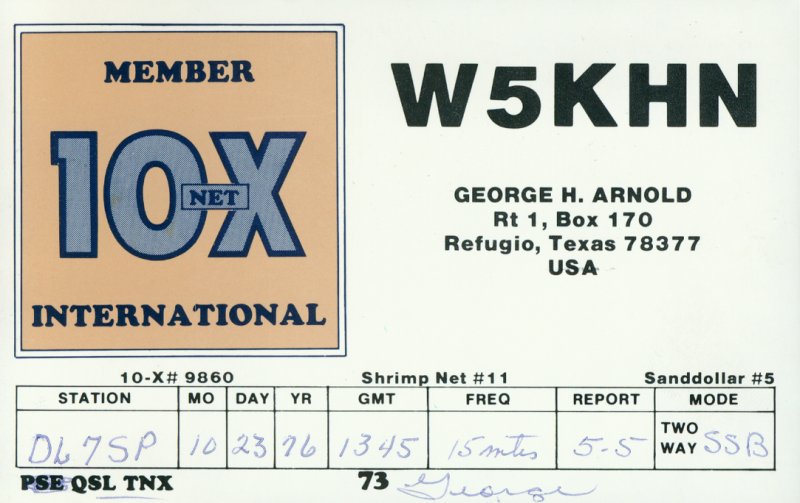 MEMBER
10-X
NET
INTERNATIONAL
W5KHN
GEORGE H. ARNOLD
Rt 1, Box 170
Refugio, Texas 78377
USA
10-X# 9860 Shrimp Net #11 Sanddollar #5
STATION MO DAY YR GMT FREQ REPORT MODE
DL7SP 10 23 76 1345 15 mtrs 5-5 TWO WAY SSB
PSE QSL TNX 73 George